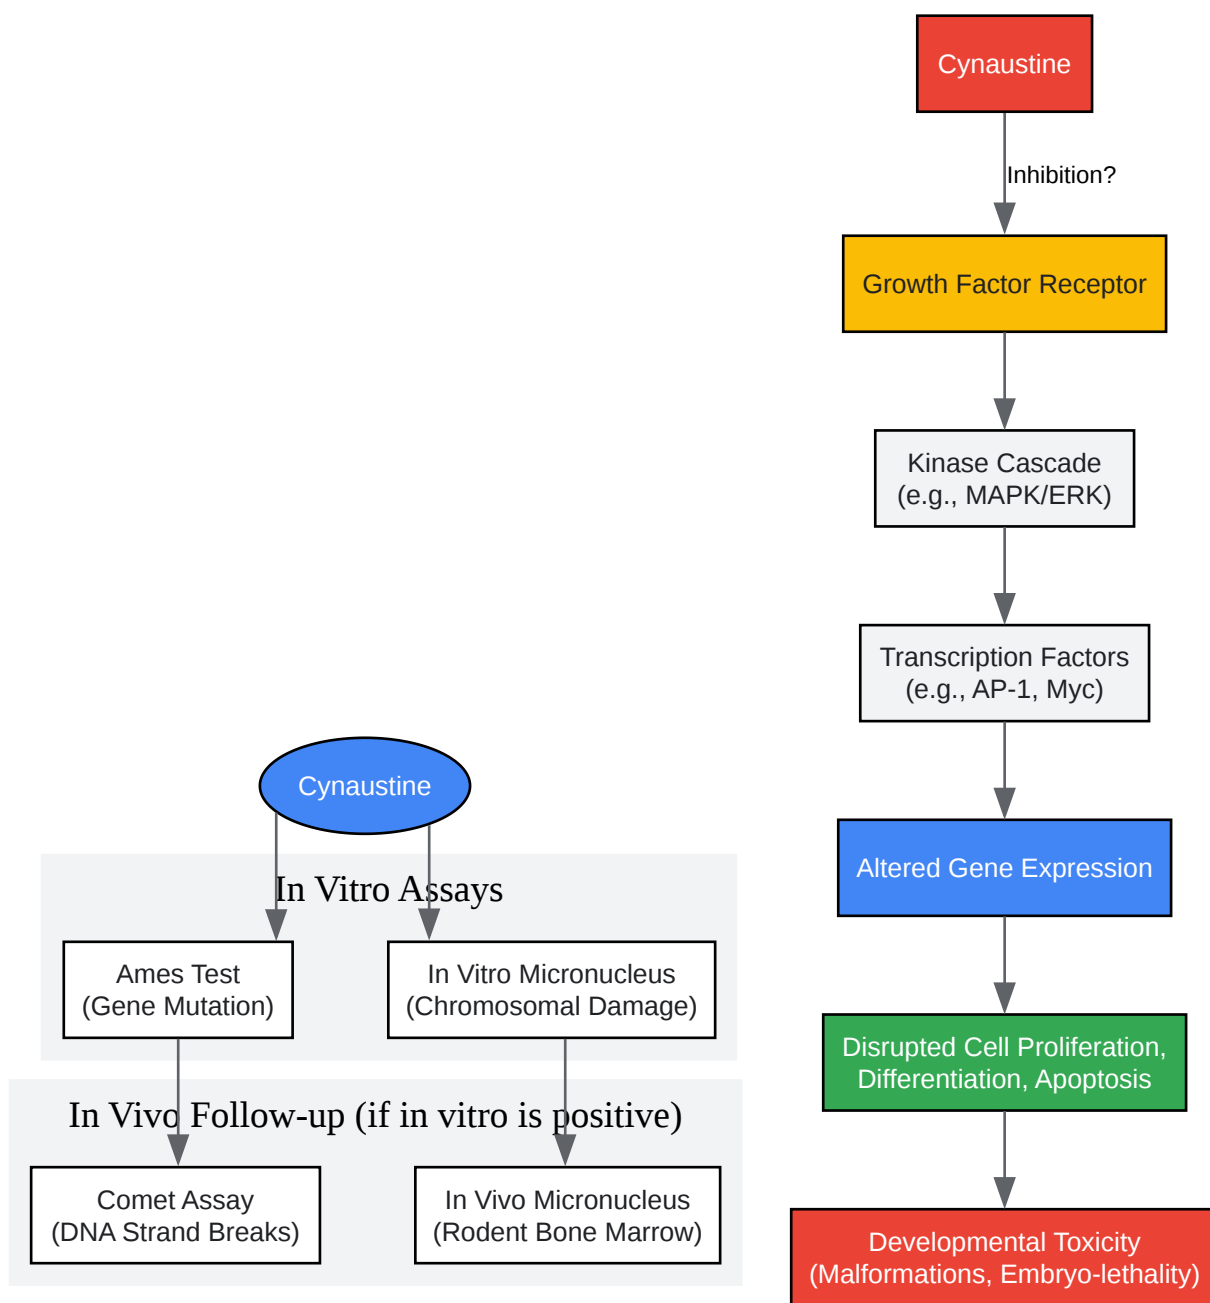 Cynaustine
Inhibition?
Growth Factor Receptor
Kinase Cascade
(e.g., MAPK/ERK)
Transcription Factors
(e.g., AP-1, Myc)
Altered Gene Expression
Disrupted Cell Proliferation,
Differentiation, Apoptosis
Developmental Toxicity
(Malformations, Embryo-lethality)
Cynaustine
In Vitro Assays
Ames Test
(Gene Mutation)
In Vitro Micronucleus
(Chromosomal Damage)
In Vivo Follow-up (if in vitro is positive)
Comet Assay
(DNA Strand Breaks)
In Vivo Micronucleus
(Rodent Bone Marrow)